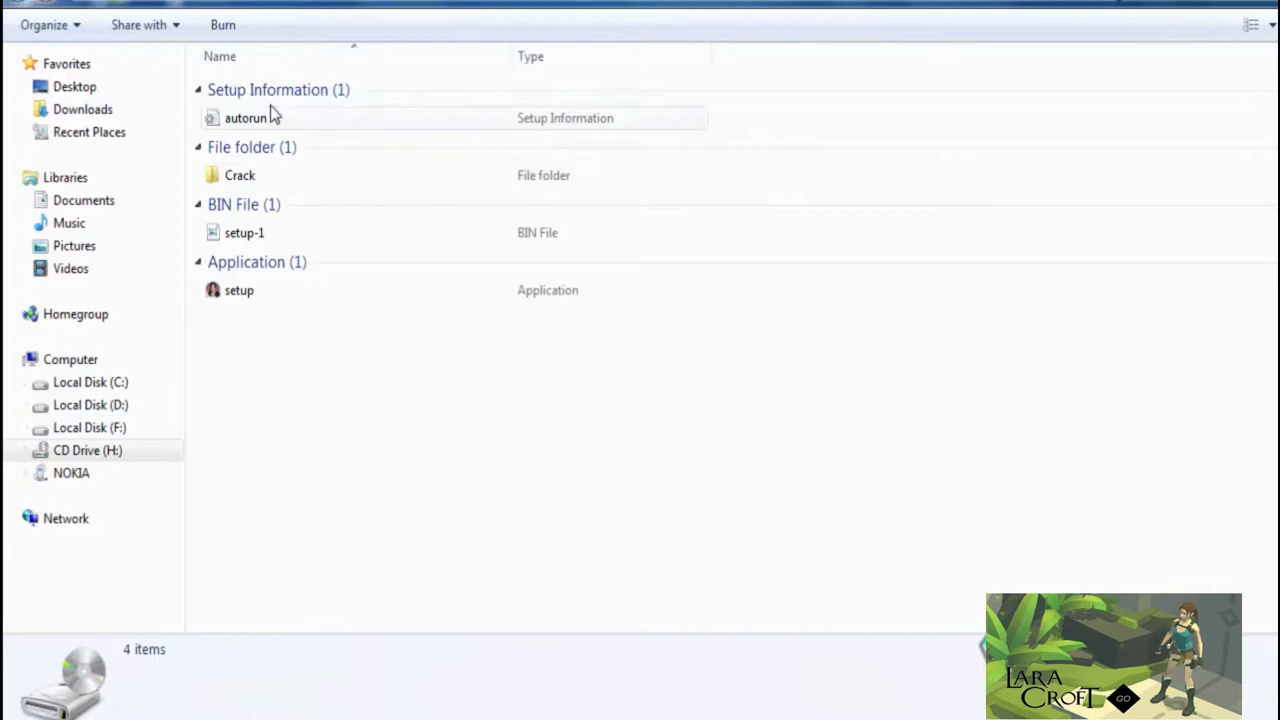 Organize Share with Burn
Name Type
Favorites
Desktop
Downloads
Recent Places
Libraries
Documents
Music
Pictures
Videos
Homegroup
Computer
Local Disk (C:)
Local Disk (D:)
Local Disk (F:)
CD Drive (H:)
NOKIA
Network
Setup Information (1)
autorun Setup Information
File folder (1)
Crack File folder
BIN File (1)
setup-1 BIN File
Application (1)
setup Application
4 items
LARA
CROFT GO